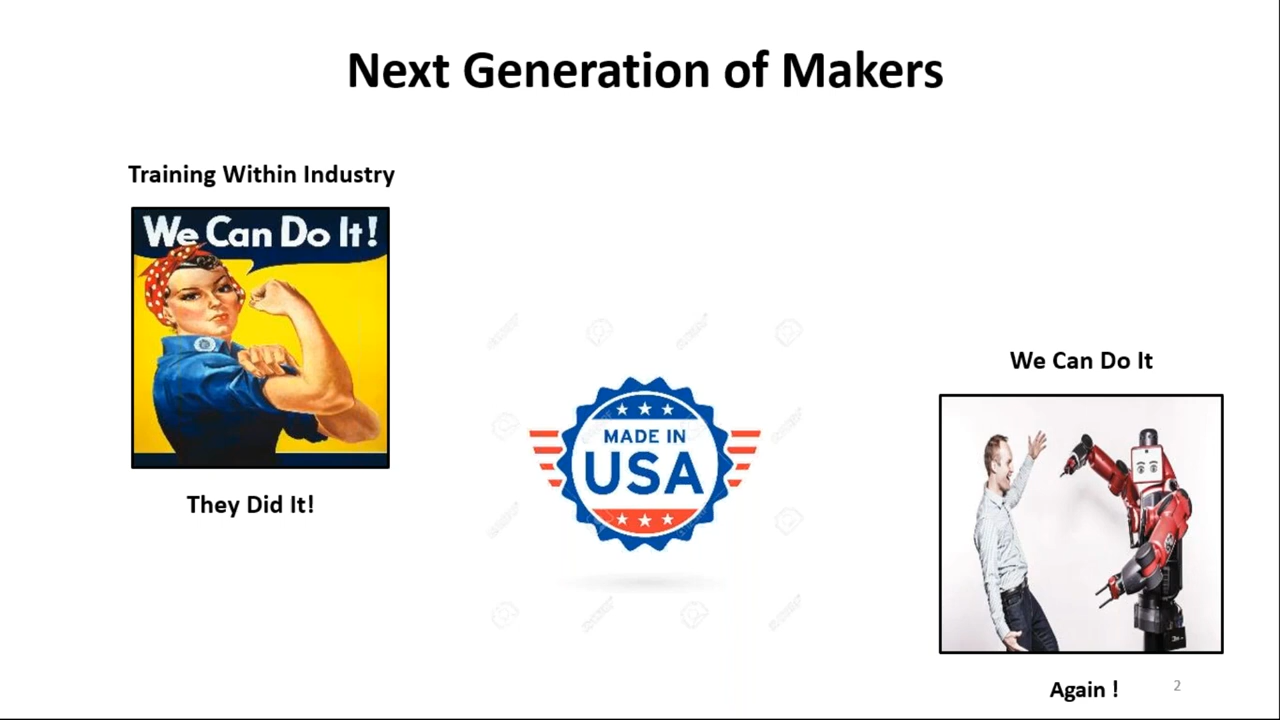 Next Generation of Makers
Training Within Industry
We Can Do It!
They Did It!
MADE IN
USA
We Can Do It
Again !
2